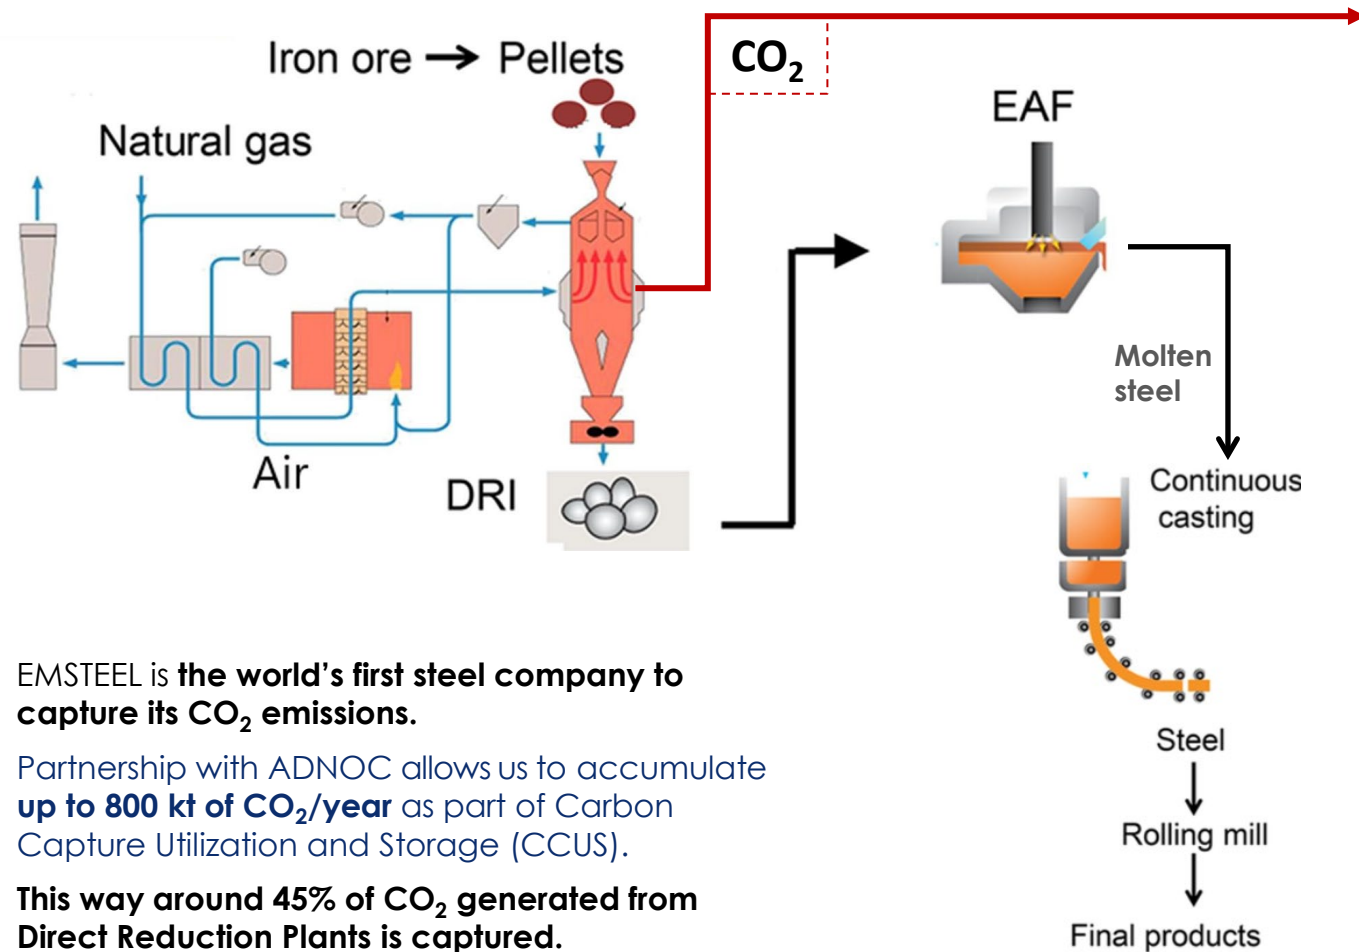 Iron ore → Pellets
CO₂
Natural gas
EAF
Molten
steel
Air
DRI
Continuous
casting
Steel
Rolling mill
Final products
EMSTEEL is the world's first steel company to
capture its CO₂ emissions.
Partnership with ADNOC allows us to accumulate
up to 800 kt of CO₂/year as part of Carbon
Capture Utilization and Storage (CCUS).
This way around 45% of CO₂ generated from
Direct Reduction Plants is captured.